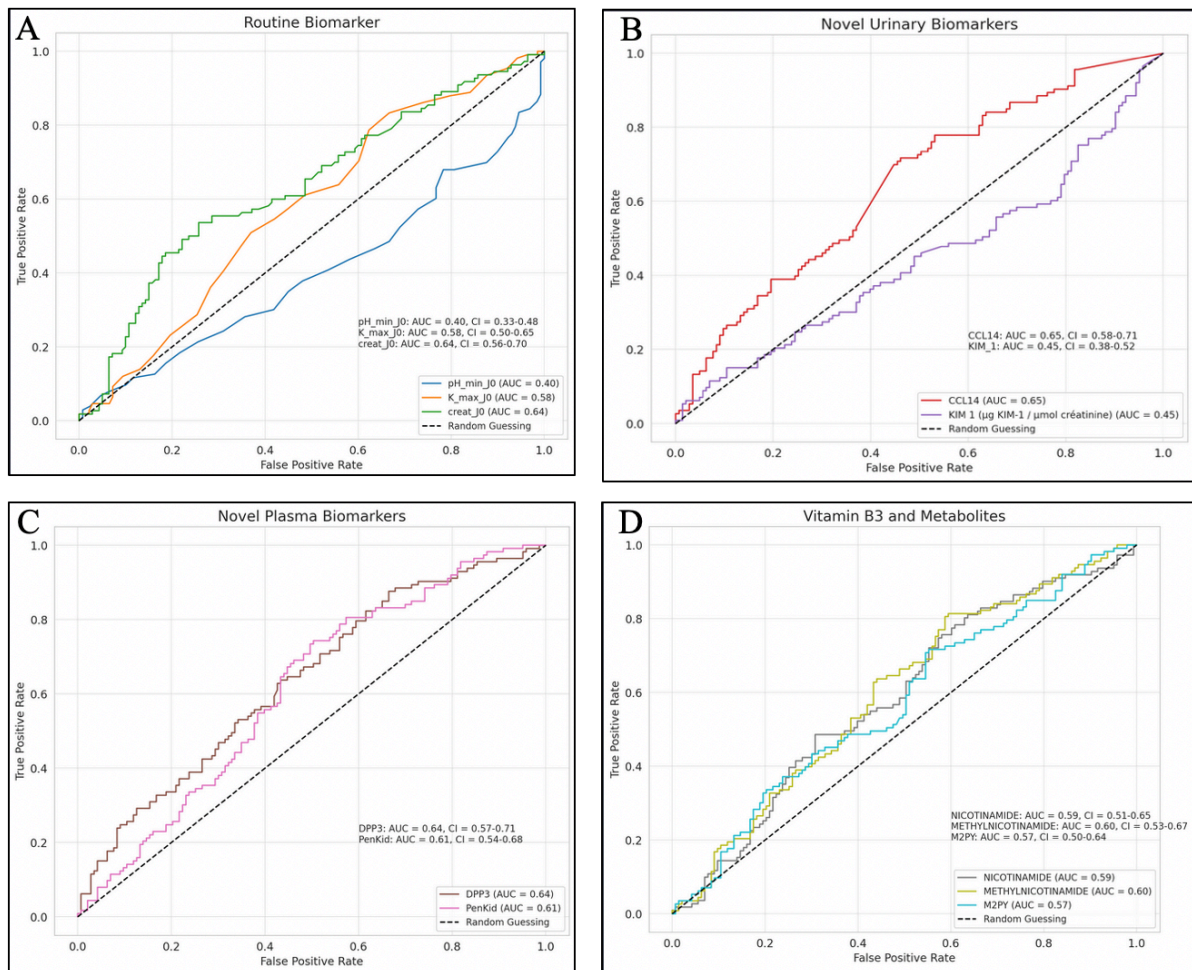 A
Routine Biomarker
1.0
0.8
0.6
0.4
0.2
0.0
True Positive Rate
pH_min_J0: AUC = 0.40, CI = 0.33-0.48
K_max_J0: AUC = 0.58, CI = 0.50-0.65
creat_J0: AUC = 0.64, CI = 0.56-0.70
pH_min_J0 (AUC = 0.40)
K_max_J0 (AUC = 0.58)
creat_J0 (AUC = 0.64)
Random Guessing
0.0 0.2 0.4 0.6 0.8 1.0
False Positive Rate
B
Novel Urinary Biomarkers
1.0
0.8
0.6
0.4
0.2
0.0
True Positive Rate
CCL14: AUC = 0.65, CI = 0.58-0.71
KIM_1: AUC = 0.45, CI = 0.38-0.52
CCL14 (AUC = 0.65)
KIM 1 (µg KIM-1 / µmol créatinine) (AUC = 0.45)
Random Guessing
0.0 0.2 0.4 0.6 0.8 1.0
False Positive Rate
C
Novel Plasma Biomarkers
1.0
0.8
0.6
0.4
0.2
0.0
True Positive Rate
DPP3: AUC = 0.64, CI = 0.57-0.71
PenKid: AUC = 0.61, CI = 0.54-0.68
DPP3 (AUC = 0.64)
PenKid (AUC = 0.61)
Random Guessing
0.0 0.2 0.4 0.6 0.8 1.0
False Positive Rate
D
Vitamin B3 and Metabolites
1.0
0.8
0.6
0.4
0.2
0.0
True Positive Rate
NICOTINAMIDE: AUC = 0.59, CI = 0.51-0.65
METHYLNICOTINAMIDE: AUC = 0.60, CI = 0.53-0.67
M2PY: AUC = 0.57, CI = 0.50-0.64
NICOTINAMIDE (AUC = 0.59)
METHYLNICOTINAMIDE (AUC = 0.60)
M2PY (AUC = 0.57)
Random Guessing
0.0 0.2 0.4 0.6 0.8 1.0
False Positive Rate